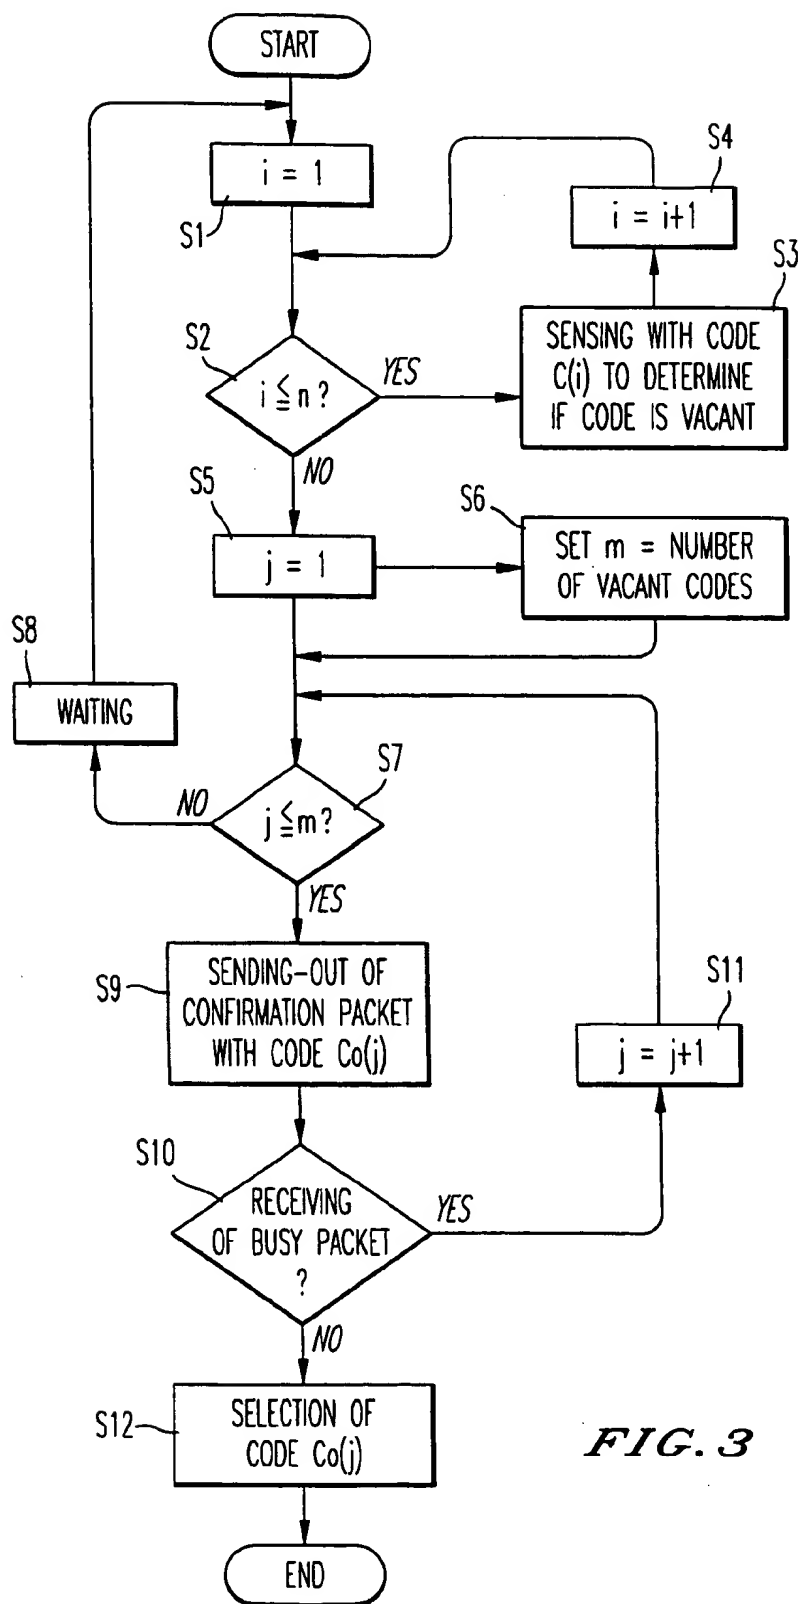 START
i = 1
S1
S4
i = i+1
S3
SENSING WITH CODE
C(i) TO DETERMINE
IF CODE IS VACANT
S2
i ≦ n?
YES
NO
S5
j = 1
S6
SET m = NUMBER
OF VACANT CODES
S8
WAITING
S7
j ≦ m?
NO
YES
S9
SENDING-OUT OF
CONFIRMATION PACKET
WITH CODE Co(j)
S11
j = j+1
S10
RECEIVING
OF BUSY PACKET
?
YES
NO
S12
SELECTION OF
CODE Co(j)
FIG. 3
END